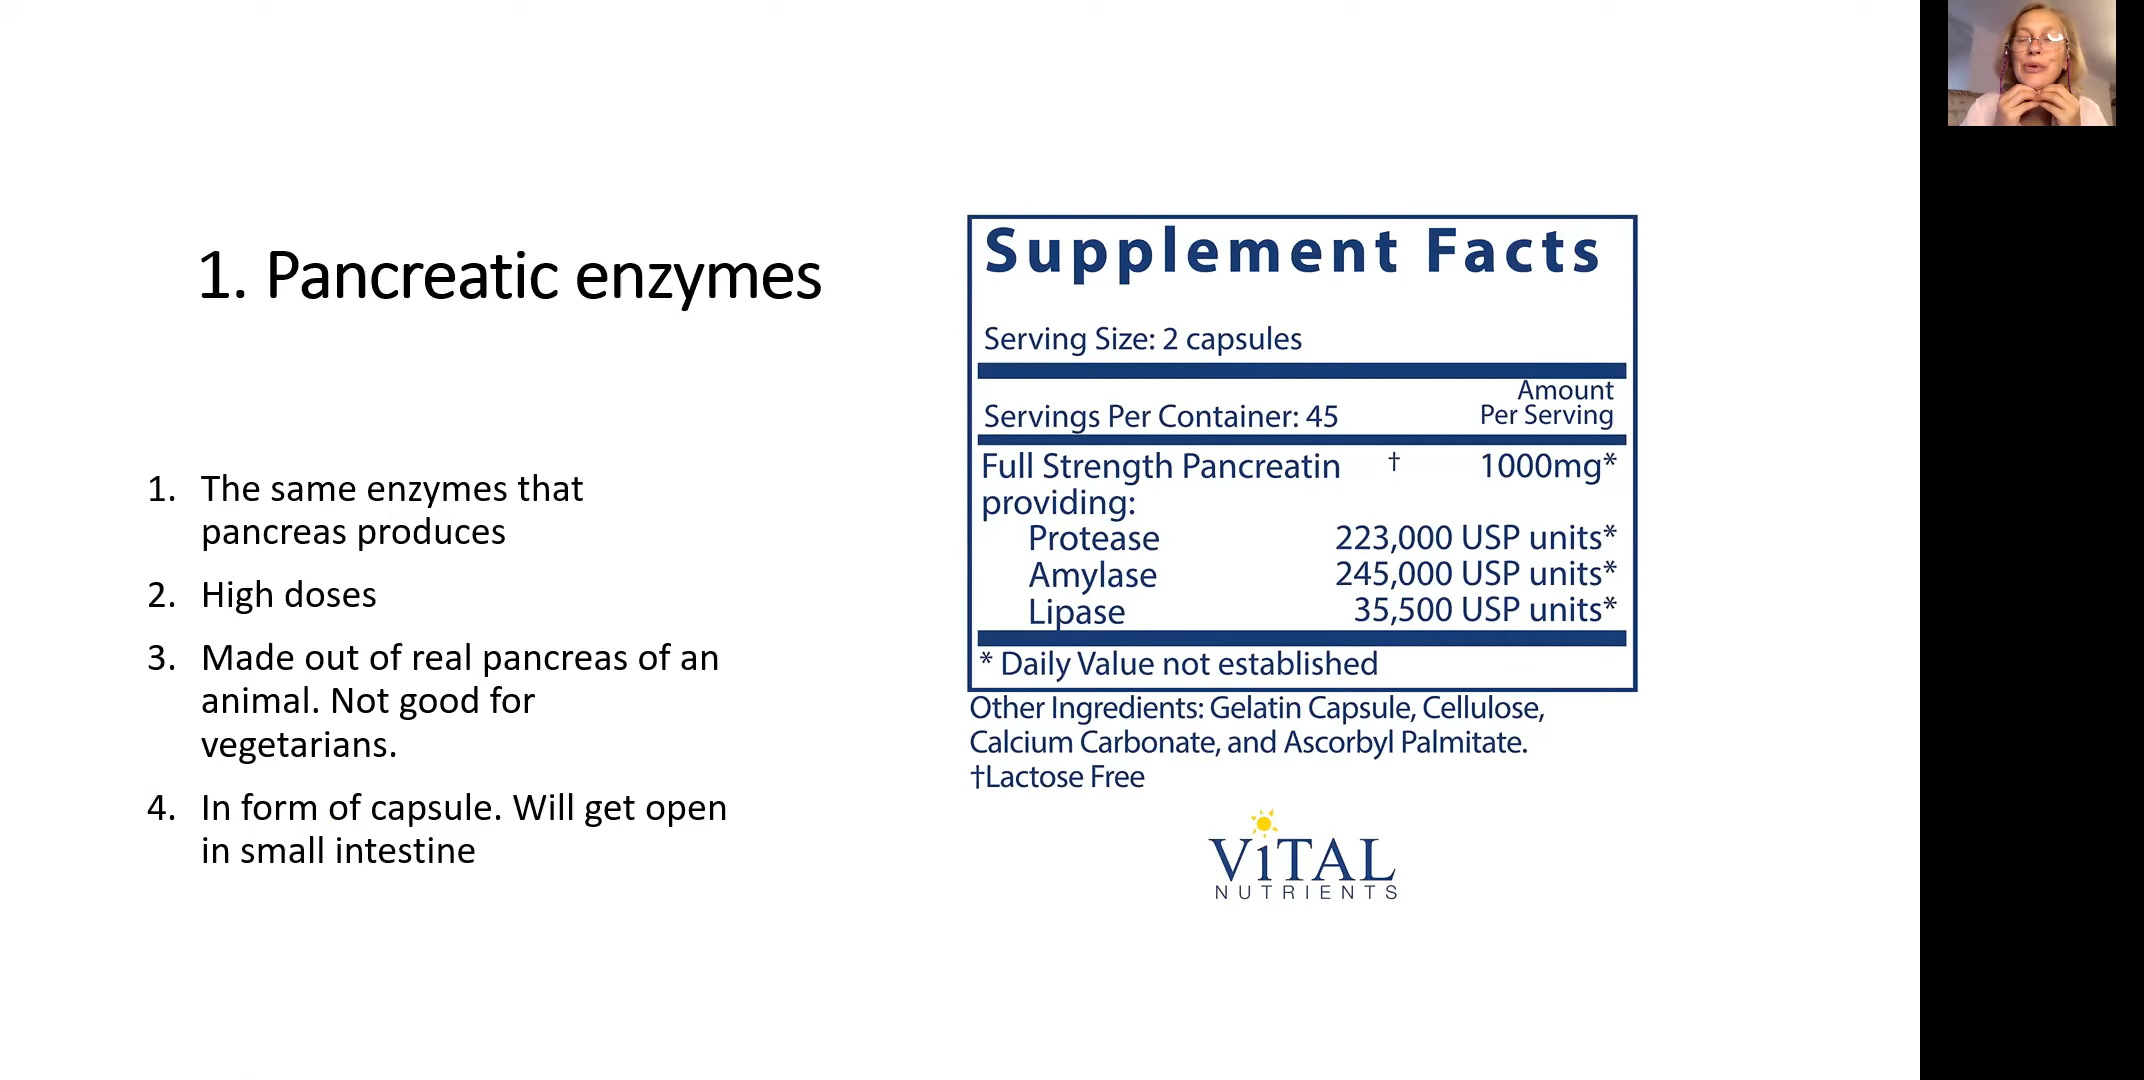 1. Pancreatic enzymes
1. The same enzymes that
pancreas produces
2. High doses
3. Made out of real pancreas of an
animal. Not good for
vegetarians.
4. In form of capsule. Will get open
in small intestine
Supplement Facts
Serving Size: 2 capsules
Amount
Servings Per Container: 45 Per Serving
Full Strength Pancreatin † 1000mg*
providing:
Protease 223,000 USP units*
Amylase 245,000 USP units*
Lipase 35,500 USP units*
* Daily Value not established
Other Ingredients: Gelatin Capsule, Cellulose,
Calcium Carbonate, and Ascorbyl Palmitate.
†Lactose Free
ViTAL
NUTRIENTS